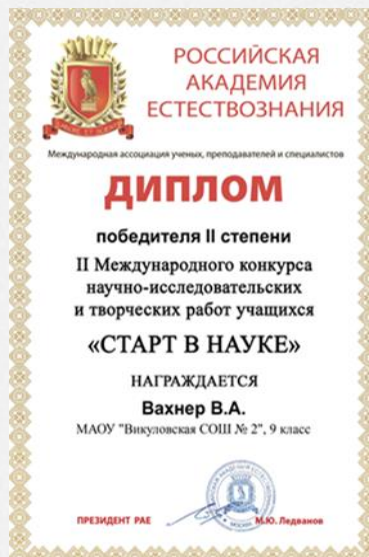 РОССИЙСКАЯ
АКАДЕМИЯ
ЕСТЕСТВОЗНАНИЯ
Международная ассоциация ученых, преподавателей и специалистов
ДИПЛОМ
победителя II степени
II Международного конкурса
научно-исследовательских
и творческих работ учащихся
«СТАРТ В НАУКЕ»
НАГРАЖДАЕТСЯ
Вахнер В.А.
МАОУ "Викуловская СОШ № 2", 9 класс
ПРЕЗИДЕНТ РАЕ
М.Ю. Ледванов